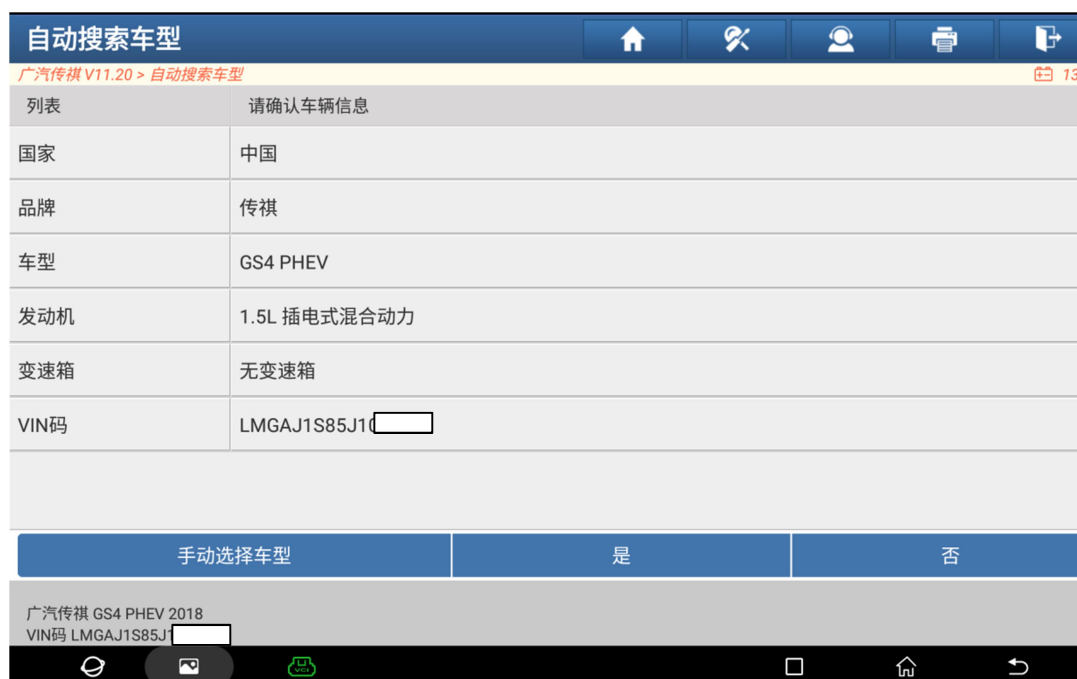 自动搜索车型
广汽传祺 V11.20 > 自动搜索车型
13
列表 请确认车辆信息
国家 中国
品牌 传祺
车型 GS4 PHEV
发动机 1.5L 插电式混合动力
变速箱 无变速箱
VIN码 LMGAJ1S85J1
手动选择车型 是 否
广汽传祺 GS4 PHEV 2018
VIN码 LMGAJ1S85J1
VCI